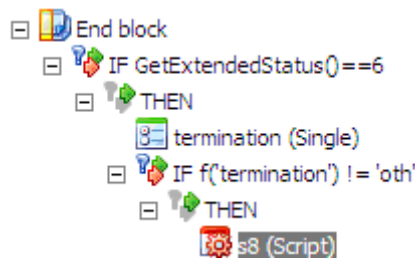 End block
IF GetExtendedStatus()==6
THEN
termination (Single)
IF f('termination') != 'oth'
THEN
s8 (Script)